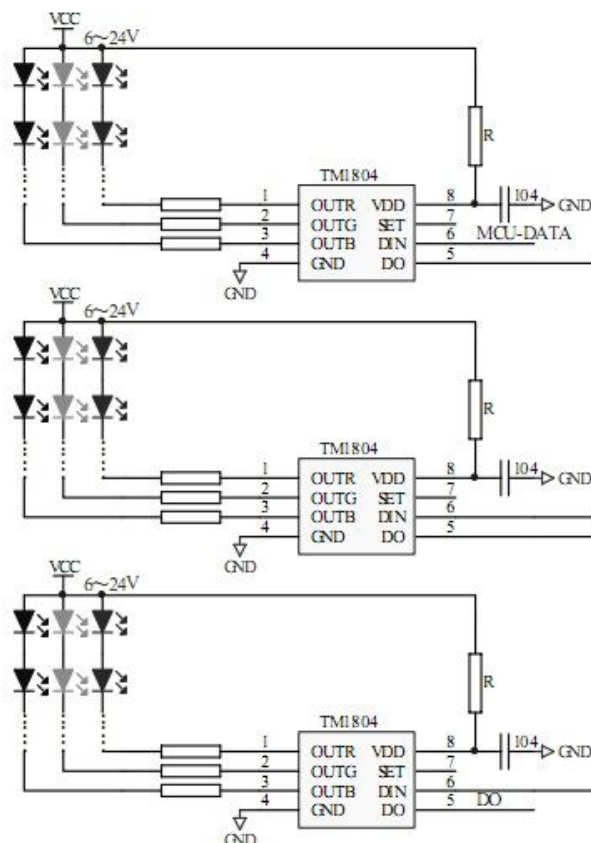 VCC
6～24V
R
TM1804
1 OUTR VDD 8 104 GND
2 OUTG SET 7
3 OUTB DIN 6 MCU-DATA
4 GND DO 5
GND
VCC
6～24V
R
TM1804
1 OUTR VDD 8 104 GND
2 OUTG SET 7
3 OUTB DIN 6
4 GND DO 5
GND
VCC
6～24V
R
TM1804
1 OUTR VDD 8 104 GND
2 OUTG SET 7
3 OUTB DIN 6
4 GND DO 5 DO
GND